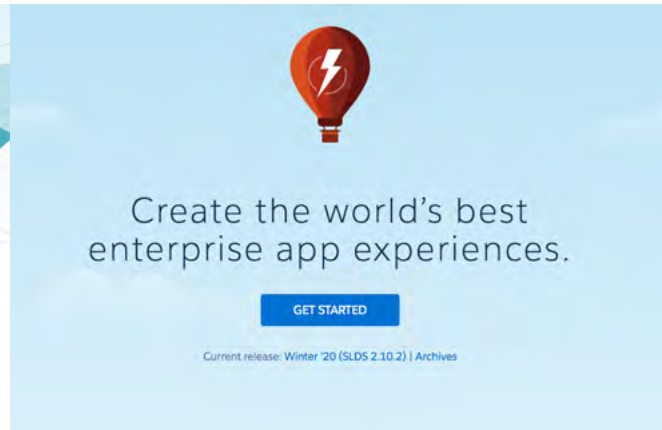 Create the world's best
enterprise app experiences.
GET STARTED
Current release: Winter '20 (SLDS 2.10.2) | Archives